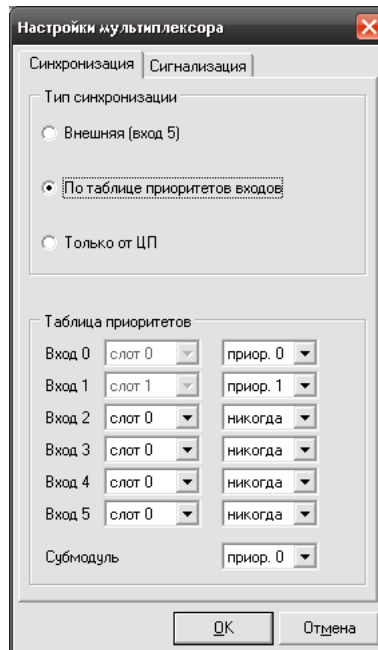 Настройки мультиплексора
Синхронизация Сигнализация
Тип синхронизации
Внешняя (вход 5)
По таблице приоритетов входов
Только от ЦП
Таблица приоритетов
Вход 0 слот 0 приор. 0
Вход 1 слот 1 приор. 1
Вход 2 слот 0 никогда
Вход 3 слот 0 никогда
Вход 4 слот 0 никогда
Вход 5 слот 0 никогда
Субмодуль приор. 0
OK Отмена